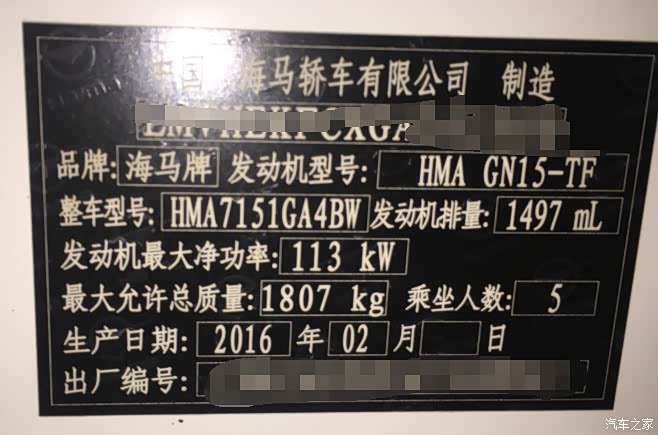 中国 海马轿车有限公司 制造
品牌: 海马牌 发动机型号: HMA GN15-TF
整车型号: HMA7151GA4BW 发动机排量: 1497 mL
发动机最大净功率: 113 kW
最大允许总质量: 1807 kg 乘坐人数: 5
生产日期: 2016 年 02 月 日
出厂编号:
汽车之家